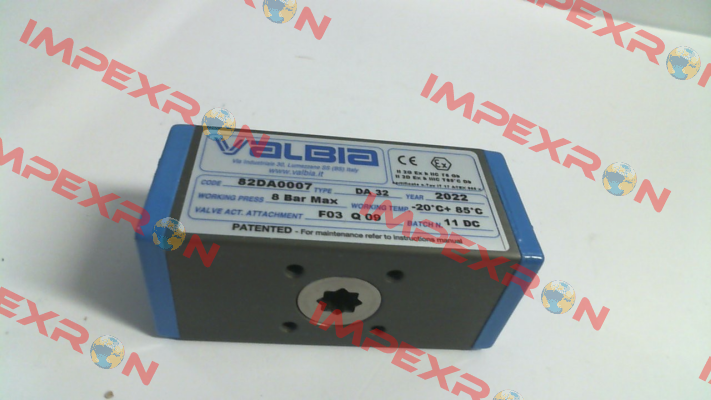 IMPEXRON
VALBIA
Via Industriale 30, Lumezzane SS (BS) Italy
www.valbia.it
CODE 82DA0007 TYPE DA 32 YEAR 2022
WORKING PRESS 8 Bar Max WORKING TEMP. -20°C+ 85°C
VALVE ACT. ATTACHMENT F03 Q 09 BATCH N. 11 DC
PATENTED - For maintenance refer to instructions manual
CE Ex
IMPEXRON
IMPEXRON
IMPEXRON
IMPEXRON
IMPEXRON